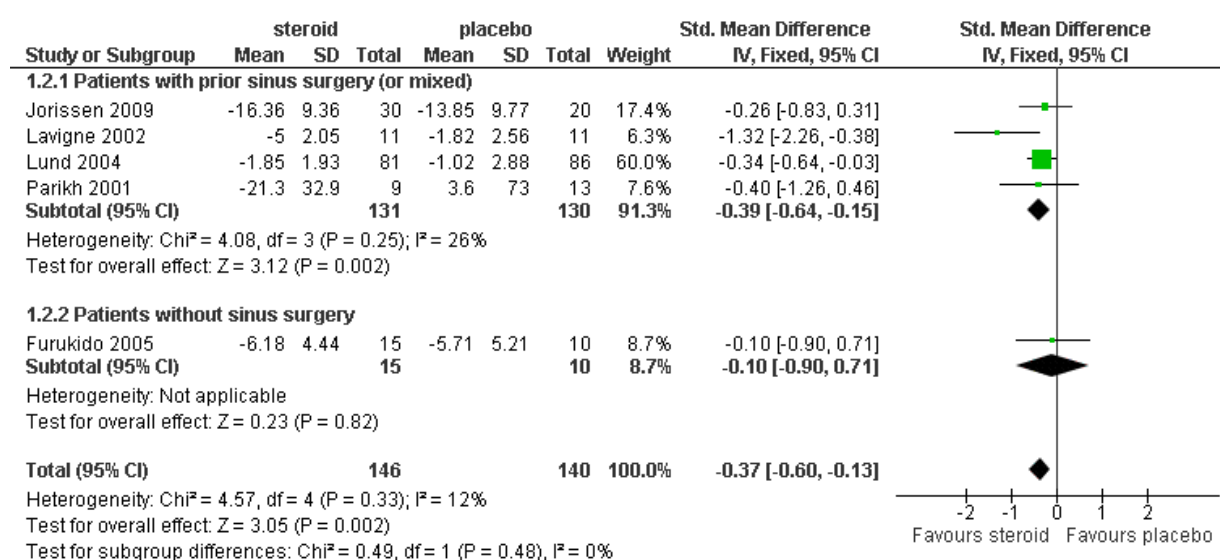 steroid placebo Std. Mean Difference Std. Mean Difference
Study or Subgroup Mean SD Total Mean SD Total Weight IV, Fixed, 95% CI IV, Fixed, 95% CI
1.2.1 Patients with prior sinus surgery (or mixed)
Jorissen 2009 -16.36 9.36 30 -13.85 9.77 20 17.4% -0.26 [-0.83, 0.31]
Lavigne 2002 -5 2.05 11 -1.82 2.56 11 6.3% -1.32 [-2.26, -0.38]
Lund 2004 -1.85 1.93 81 -1.02 2.88 86 60.0% -0.34 [-0.64, -0.03]
Parikh 2001 -21.3 32.9 9 3.6 73 13 7.6% -0.40 [-1.26, 0.46]
Subtotal (95% CI) 131 130 91.3% -0.39 [-0.64, -0.15]
Heterogeneity: Chi² = 4.08, df = 3 (P = 0.25); I² = 26%
Test for overall effect: Z = 3.12 (P = 0.002)
1.2.2 Patients without sinus surgery
Furukido 2005 -6.18 4.44 15 -5.71 5.21 10 8.7% -0.10 [-0.90, 0.71]
Subtotal (95% CI) 15 10 8.7% -0.10 [-0.90, 0.71]
Heterogeneity: Not applicable
Test for overall effect: Z = 0.23 (P = 0.82)
Total (95% CI) 146 140 100.0% -0.37 [-0.60, -0.13]
Heterogeneity: Chi² = 4.57, df = 4 (P = 0.33); I² = 12%
Test for overall effect: Z = 3.05 (P = 0.002)
Test for subgroup differences: Chi² = 0.49, df = 1 (P = 0.48), I² = 0%
-2 -1 0 1 2
Favours steroid Favours placebo